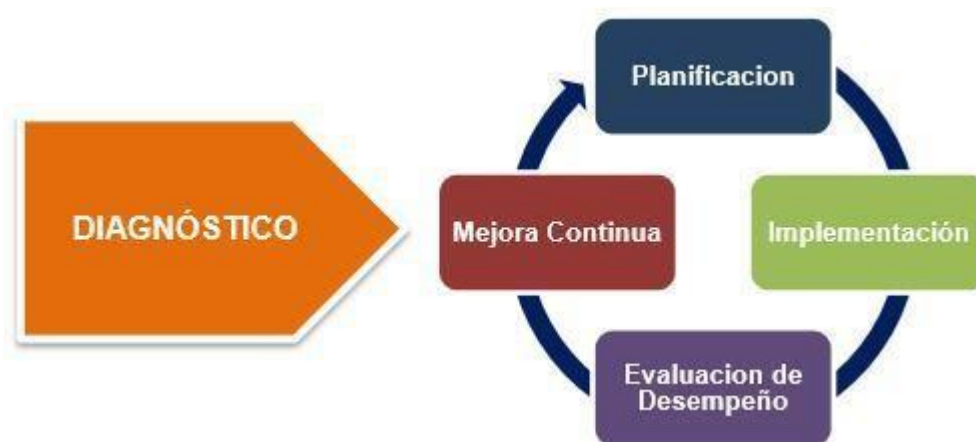 DIAGNÓSTICO
Planificacion
Implementación
Evaluacion de
Desempeño
Mejora Continua